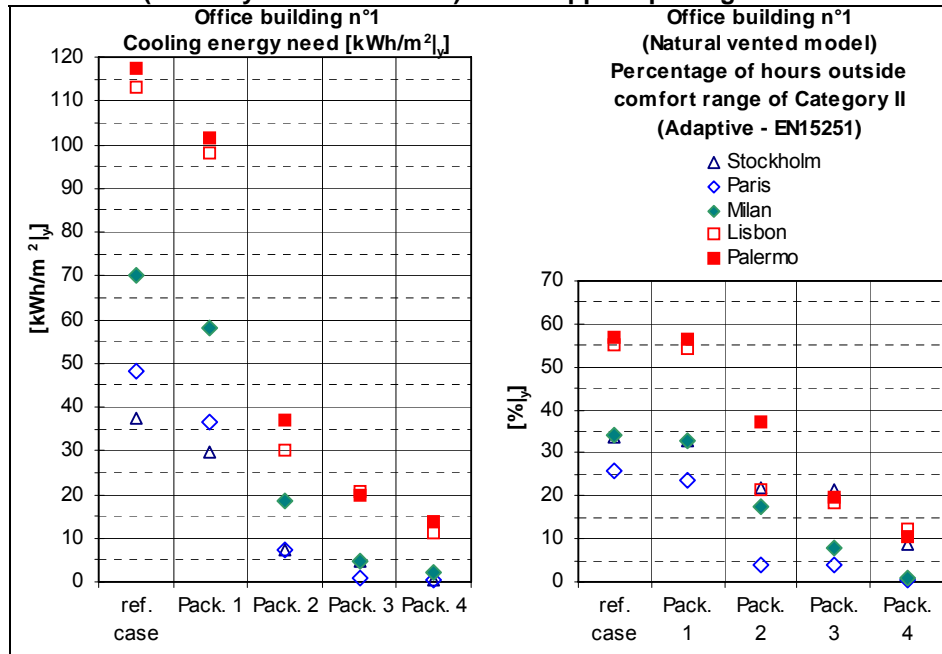 Office building n°1
Cooling energy need [kWh/m²|y]
120
110
100
90
80
70
60
50
40
30
20
10
0
[kWh/m²|y]
ref. case
Pack. 1
Pack. 2
Pack. 3
Pack. 4
Office building n°1
(Natural vented model)
Percentage of hours outside
comfort range of Category II
(Adaptive - EN15251)
Stockholm
Paris
Milan
Lisbon
Palermo
70
60
50
40
30
20
10
0
[%|y]
ref. case
Pack. 1
Pack. 2
Pack. 3
Pack. 4